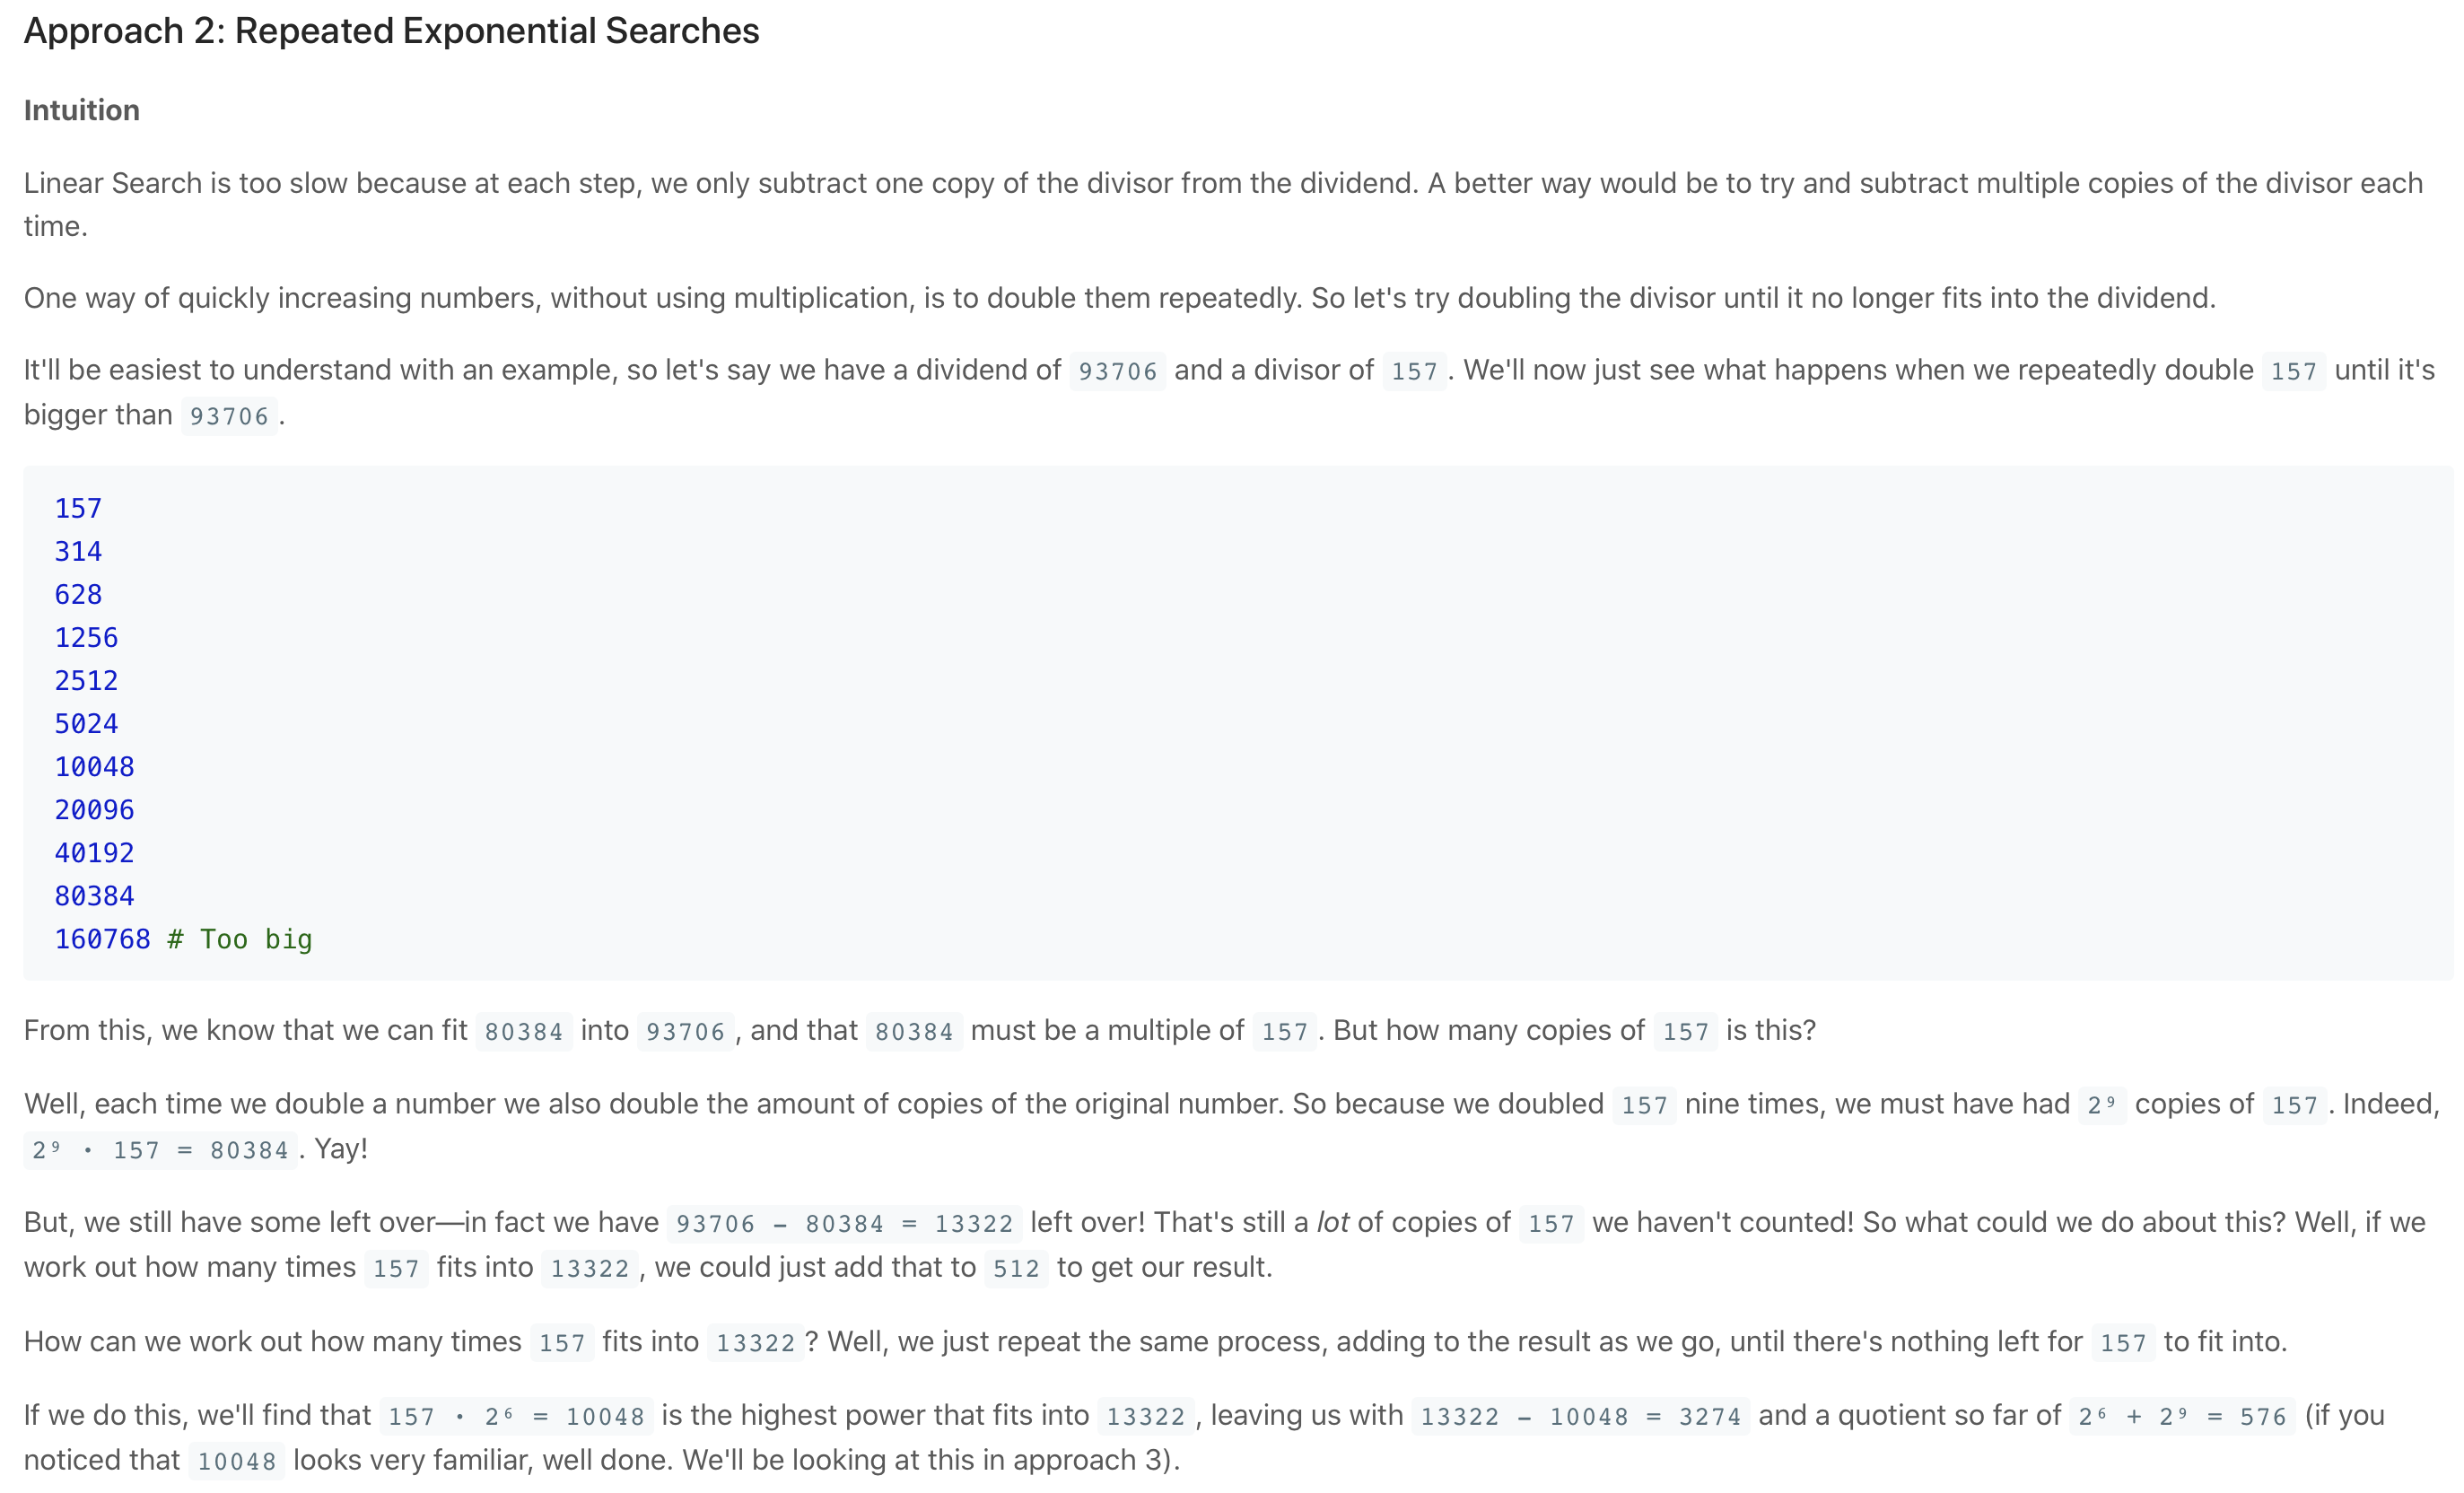 Approach 2: Repeated Exponential Searches
Intuition
Linear Search is too slow because at each step, we only subtract one copy of the divisor from the dividend. A better way would be to try and subtract multiple copies of the divisor each
time.
One way of quickly increasing numbers, without using multiplication, is to double them repeatedly. So let's try doubling the divisor until it no longer fits into the dividend.
It'll be easiest to understand with an example, so let's say we have a dividend of 93706 and a divisor of 157. We'll now just see what happens when we repeatedly double 157 until it's
bigger than 93706.
157
314
628
1256
2512
5024
10048
20096
40192
80384
160768 # Too big
From this, we know that we can fit 80384 into 93706, and that 80384 must be a multiple of 157. But how many copies of 157 is this?
Well, each time we double a number we also double the amount of copies of the original number. So because we doubled 157 nine times, we must have had 2⁹ copies of 157. Indeed,
2⁹ · 157 = 80384. Yay!
But, we still have some left over—in fact we have 93706 - 80384 = 13322 left over! That's still a lot of copies of 157 we haven't counted! So what could we do about this? Well, if we
work out how many times 157 fits into 13322, we could just add that to 512 to get our result.
How can we work out how many times 157 fits into 13322? Well, we just repeat the same process, adding to the result as we go, until there's nothing left for 157 to fit into.
If we do this, we'll find that 157 · 2⁶ = 10048 is the highest power that fits into 13322, leaving us with 13322 - 10048 = 3274 and a quotient so far of 2⁶ + 2⁹ = 576 (if you
noticed that 10048 looks very familiar, well done. We'll be looking at this in approach 3).